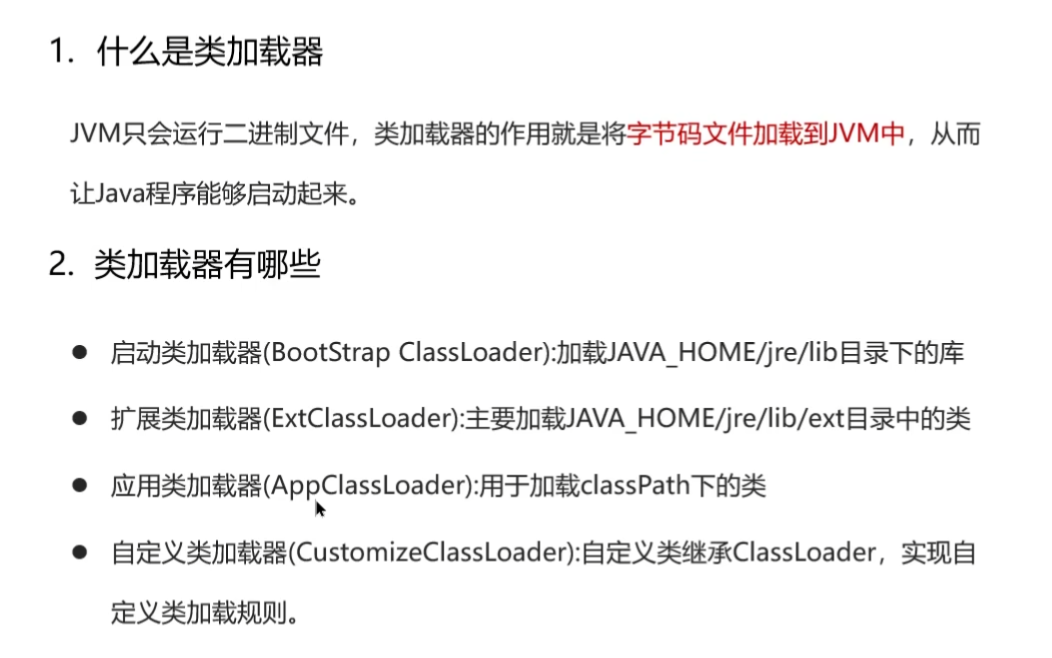 1. 什么是类加载器
JVM只会运行二进制文件，类加载器的作用就是将字节码文件加载到JVM中，从而
让Java程序能够启动起来。
2. 类加载器有哪些
● 启动类加载器(BootStrap ClassLoader):加载JAVA_HOME/jre/lib目录下的库
● 扩展类加载器(ExtClassLoader):主要加载JAVA_HOME/jre/lib/ext目录中的类
● 应用类加载器(AppClassLoader):用于加载classPath下的类
● 自定义类加载器(CustomizeClassLoader):自定义类继承ClassLoader，实现自
定义类加载规则。